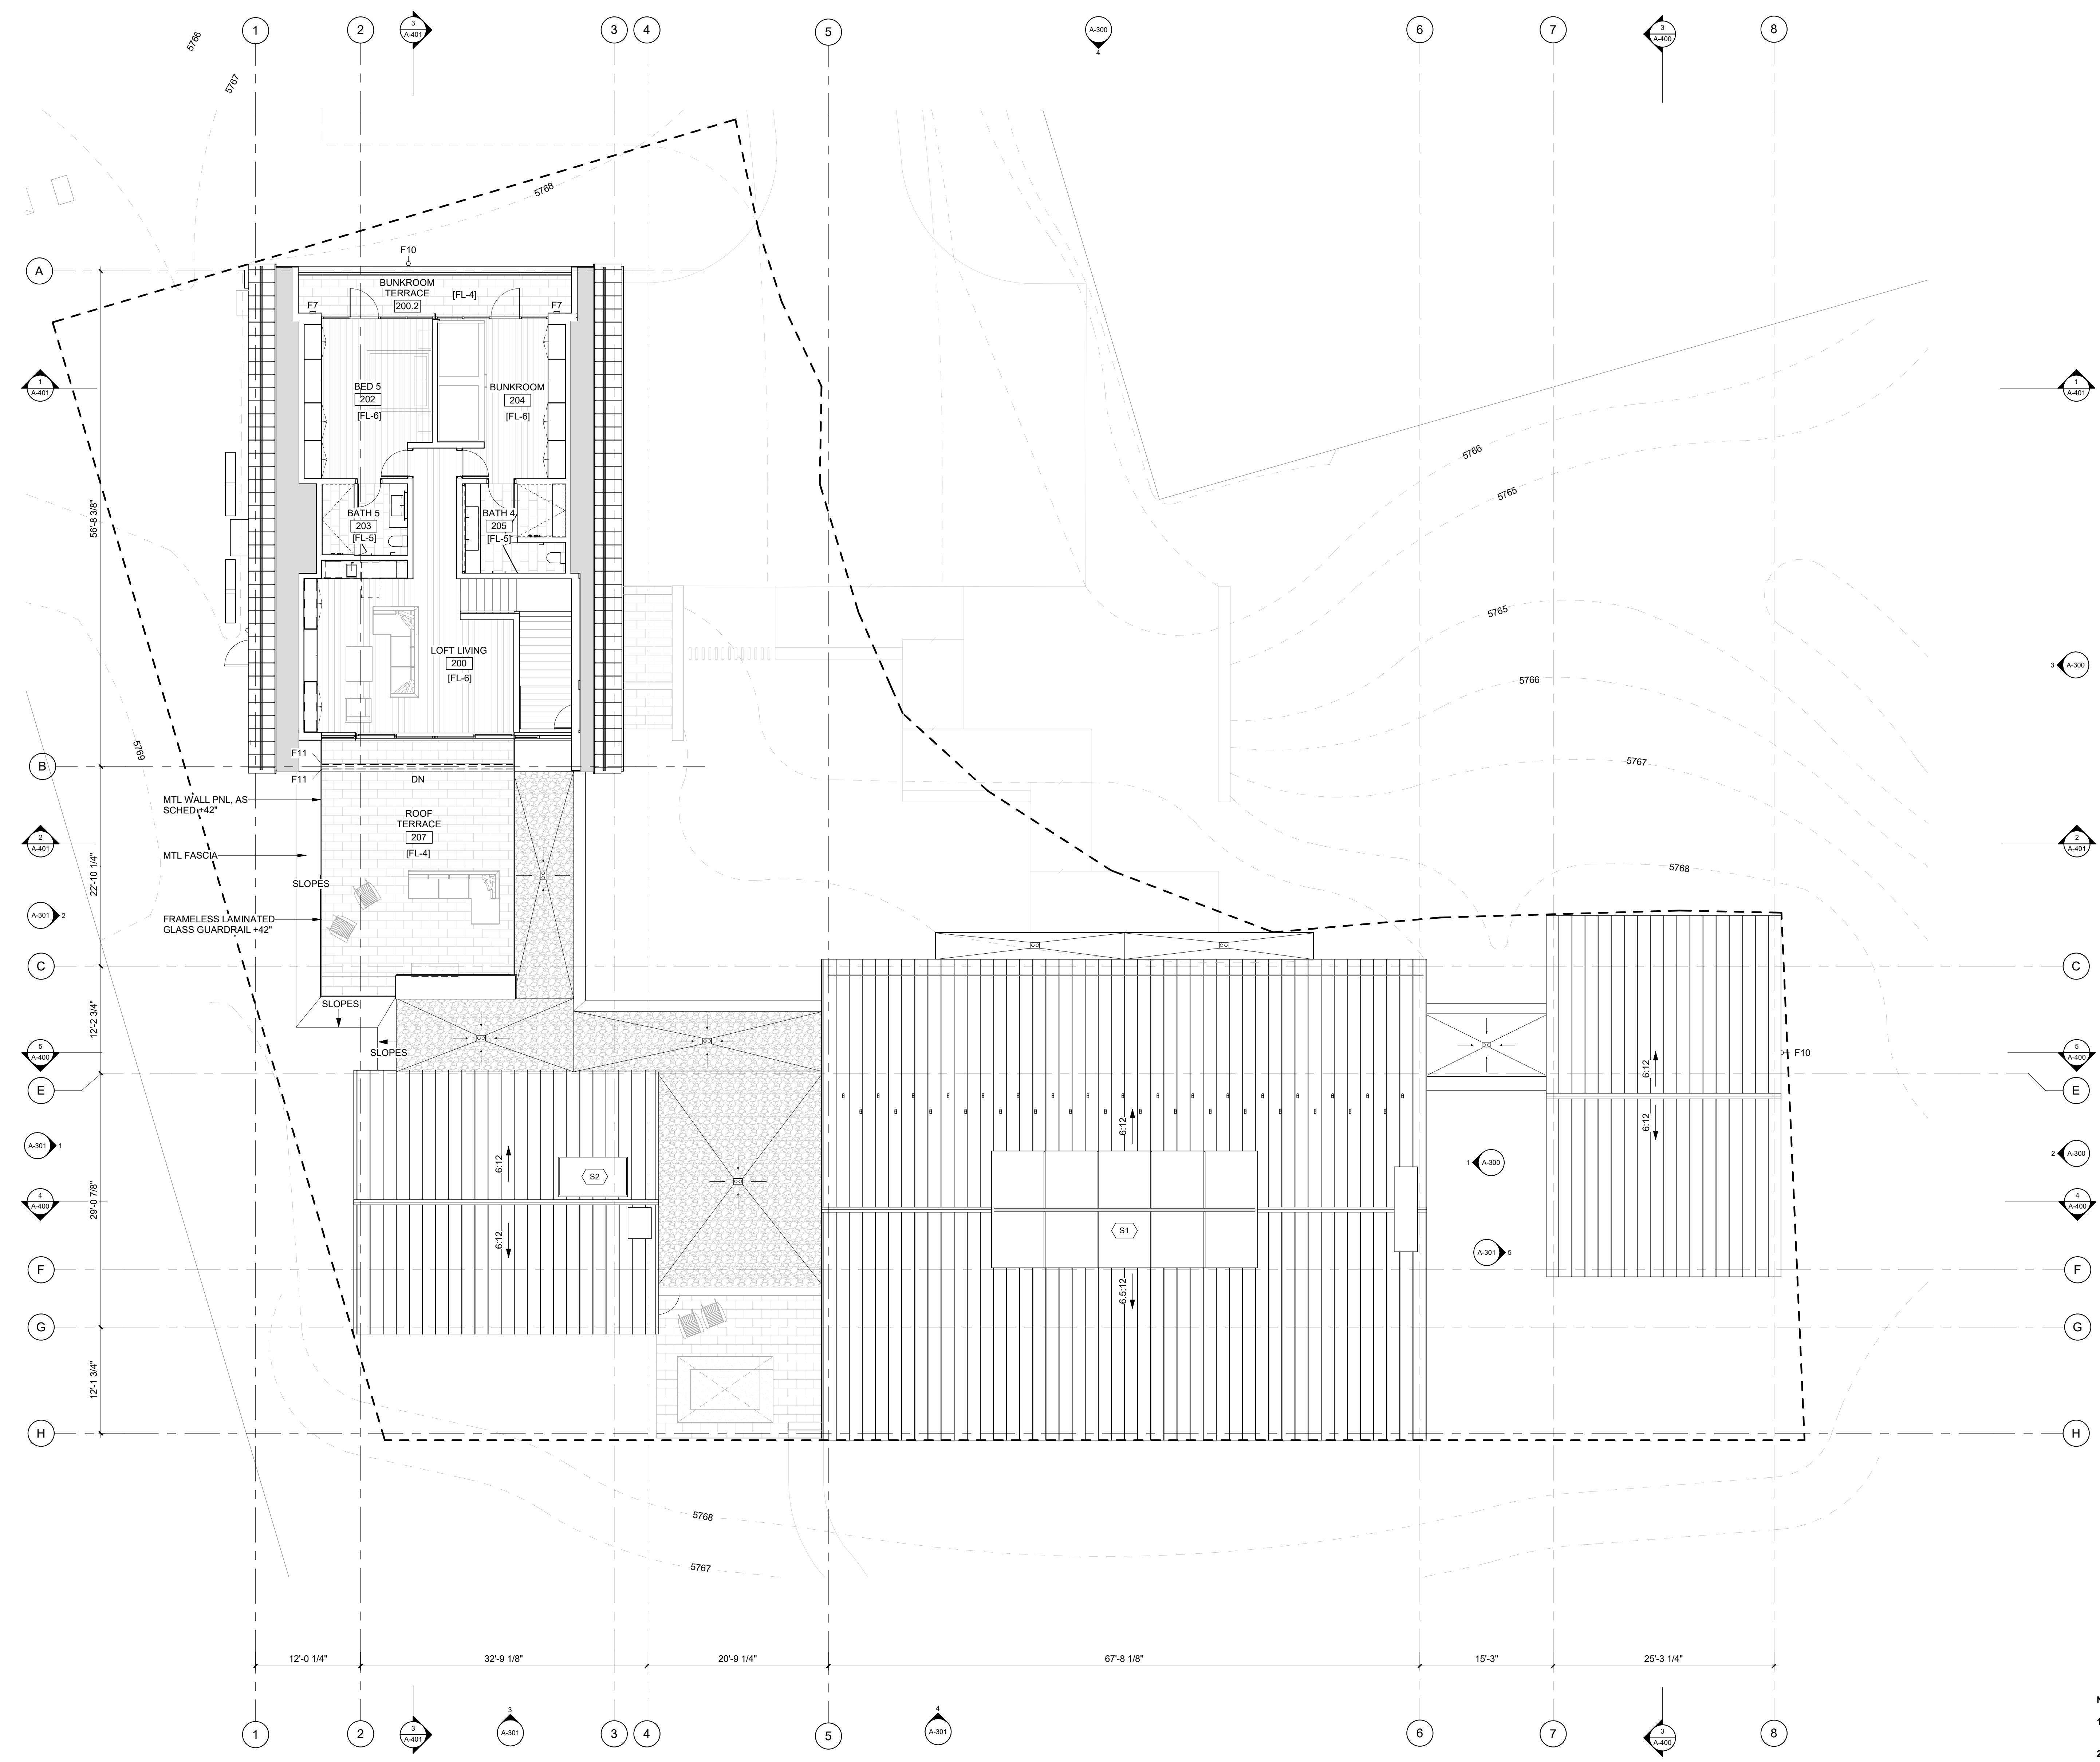 1
2
3
A-401
3
4
5
A-300
4
6
7
3
A-400
8
5766
5767
5768
A
F10
BUNKROOM
TERRACE
200.2
[FL-4]
F7
F7
1
A-401
BED 5
202
[FL-6]
BUNKROOM
204
[FL-6]
1
A-401
5766
5765
56'-8 3/8"
BATH 5
203
[FL-5]
BATH 4
205
[FL-5]
5765
LOFT LIVING
200
[FL-6]
3
A-300
5766
5769
B
F11
F11
DN
5767
MTL WALL PNL, AS
SCHED +42"
ROOF
TERRACE
207
[FL-4]
2
A-401
2
A-401
MTL FASCIA
22'-10 1/4"
SLOPES
5768
A-301
2
FRAMELESS LAMINATED
GLASS GUARDRAIL +42"
C
C
SLOPES
12'-2 3/4"
SLOPES
5
A-400
5
A-400
F10
6:12
6:12
E
E
6:12
A-301
1
6:12
6:12
S2
1
A-300
2
A-300
4
A-400
29'-0 7/8"
S1
4
A-400
A-301
5
F
F
6.5:12
G
G
12'-1 3/4"
H
H
5768
5767
12'-0 1/4"
32'-9 1/8"
20'-9 1/4"
67'-8 1/8"
15'-3"
25'-3 1/4"
1
2
3
A-401
3
A-301
3
4
5
4
A-301
6
7
3
A-400
8